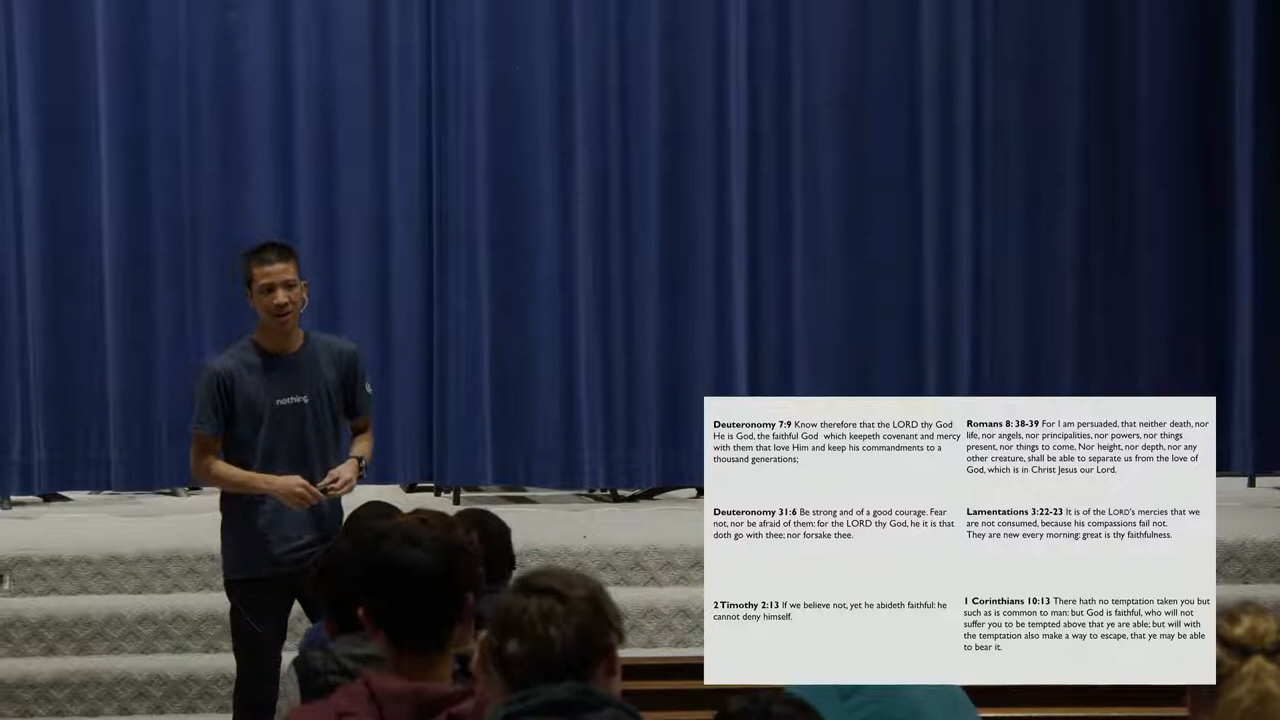 nothing.
Deuteronomy 7:9 Know therefore that the LORD thy God
He is God, the faithful God which keepeth covenant and mercy
with them that love Him and keep his commandments to a
thousand generations;
Deuteronomy 31:6 Be strong and of a good courage. Fear
not, nor be afraid of them: for the LORD thy God, he it is that
doth go with thee; nor forsake thee.
2 Timothy 2:13 If we believe not, yet he abideth faithful: he
cannot deny himself.
Romans 8: 38-39 For I am persuaded, that neither death, nor
life, nor angels, nor principalities, nor powers, nor things
present, nor things to come, Nor height, nor depth, nor any
other creature, shall be able to separate us from the love of
God, which is in Christ Jesus our Lord.
Lamentations 3:22-23 It is of the LORD's mercies that we
are not consumed, because his compassions fail not.
They are new every morning: great is thy faithfulness.
1 Corinthians 10:13 There hath no temptation taken you but
such as is common to man: but God is faithful, who will not
suffer you to be tempted above that ye are able; but will with
the temptation also make a way to escape, that ye may be able
to bear it.